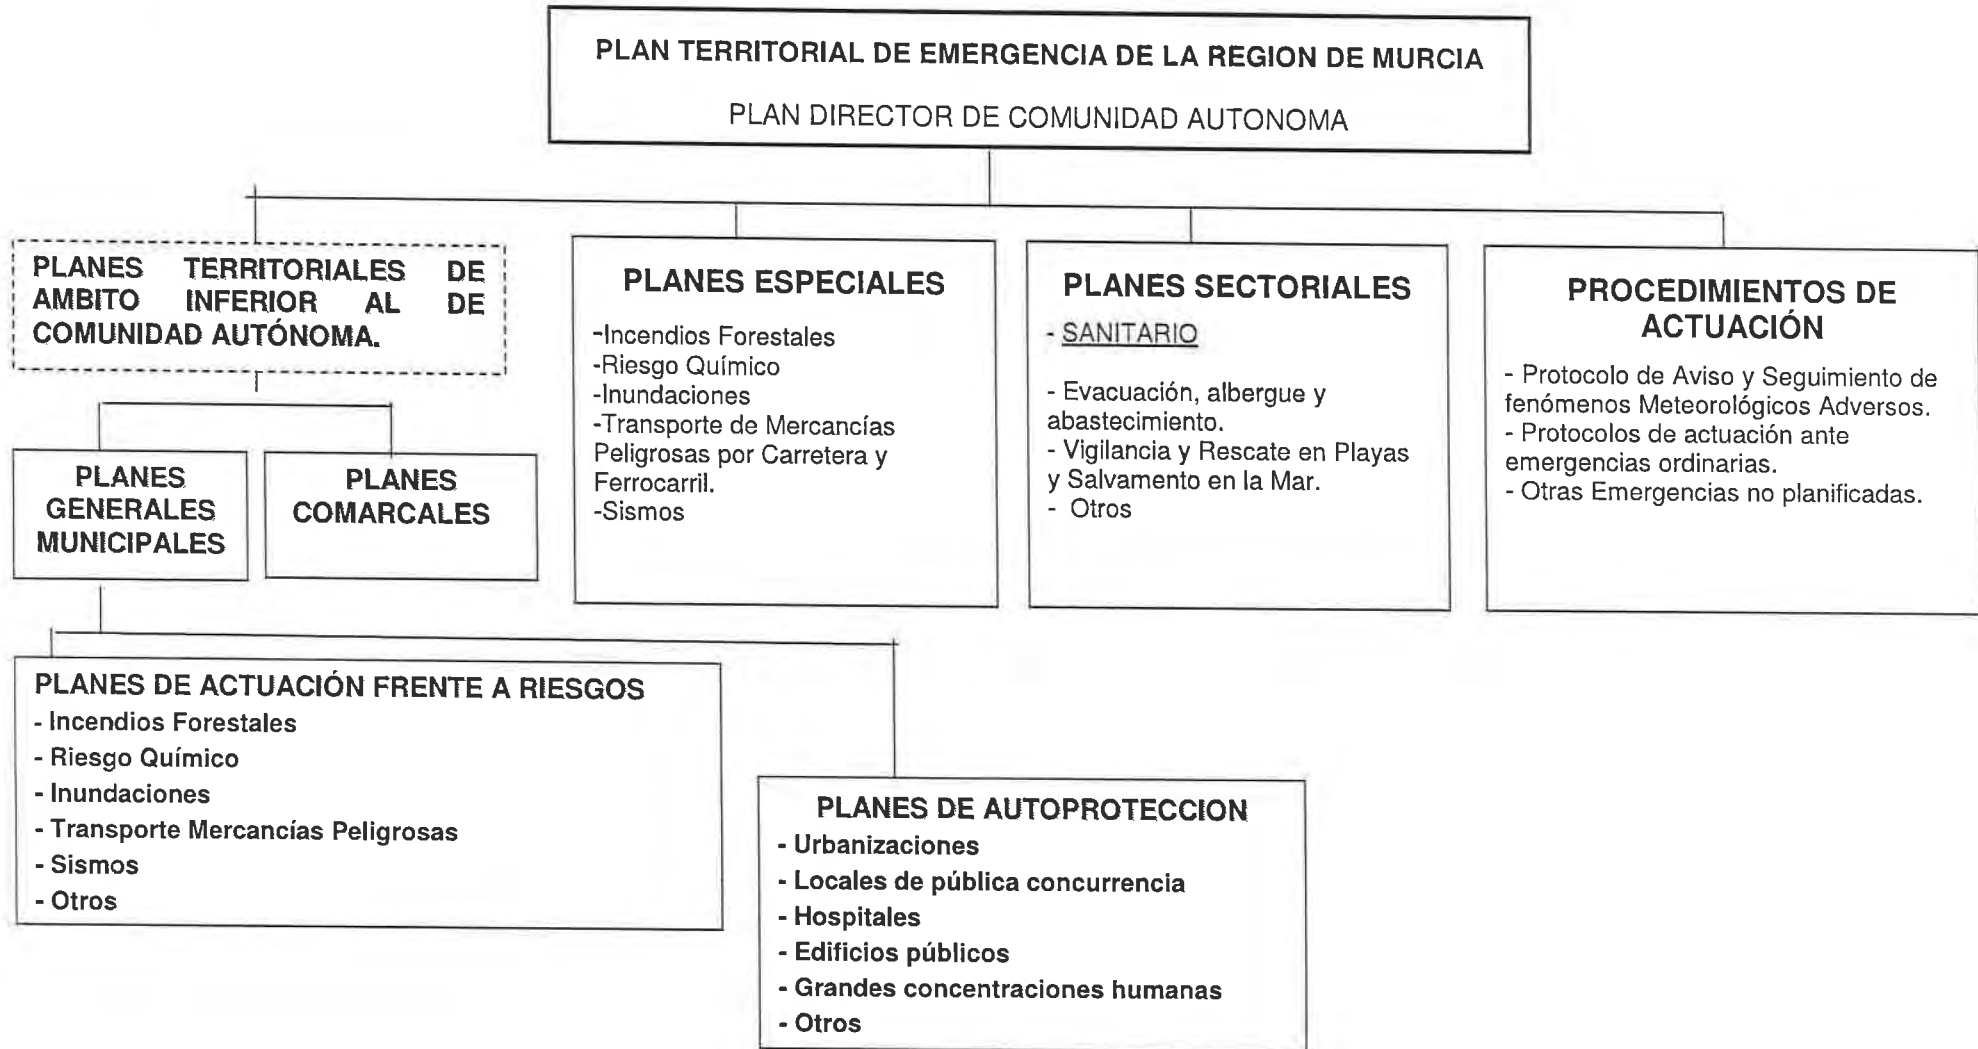 PLAN TERRITORIAL DE EMERGENCIA DE LA REGION DE MURCIA
PLAN DIRECTOR DE COMUNIDAD AUTONOMA
PLANES TERRITORIALES DE
AMBITO INFERIOR AL DE
COMUNIDAD AUTÓNOMA.
PLANES ESPECIALES
-Incendios Forestales
-Riesgo Químico
-Inundaciones
-Transporte de Mercancías
Peligrosas por Carretera y
Ferrocarril.
-Sismos
PLANES SECTORIALES
- SANITARIO
- Evacuación, albergue y
abastecimiento.
- Vigilancia y Rescate en Playas
y Salvamento en la Mar.
- Otros
PROCEDIMIENTOS DE
ACTUACIÓN
- Protocolo de Aviso y Seguimiento de
fenómenos Meteorológicos Adversos.
- Protocolos de actuación ante
emergencias ordinarias.
- Otras Emergencias no planificadas.
PLANES
GENERALES
MUNICIPALES
PLANES
COMARCALES
PLANES DE ACTUACIÓN FRENTE A RIESGOS
- Incendios Forestales
- Riesgo Químico
- Inundaciones
- Transporte Mercancías Peligrosas
- Sismos
- Otros
PLANES DE AUTOPROTECCION
- Urbanizaciones
- Locales de pública concurrencia
- Hospitales
- Edificios públicos
- Grandes concentraciones humanas
- Otros